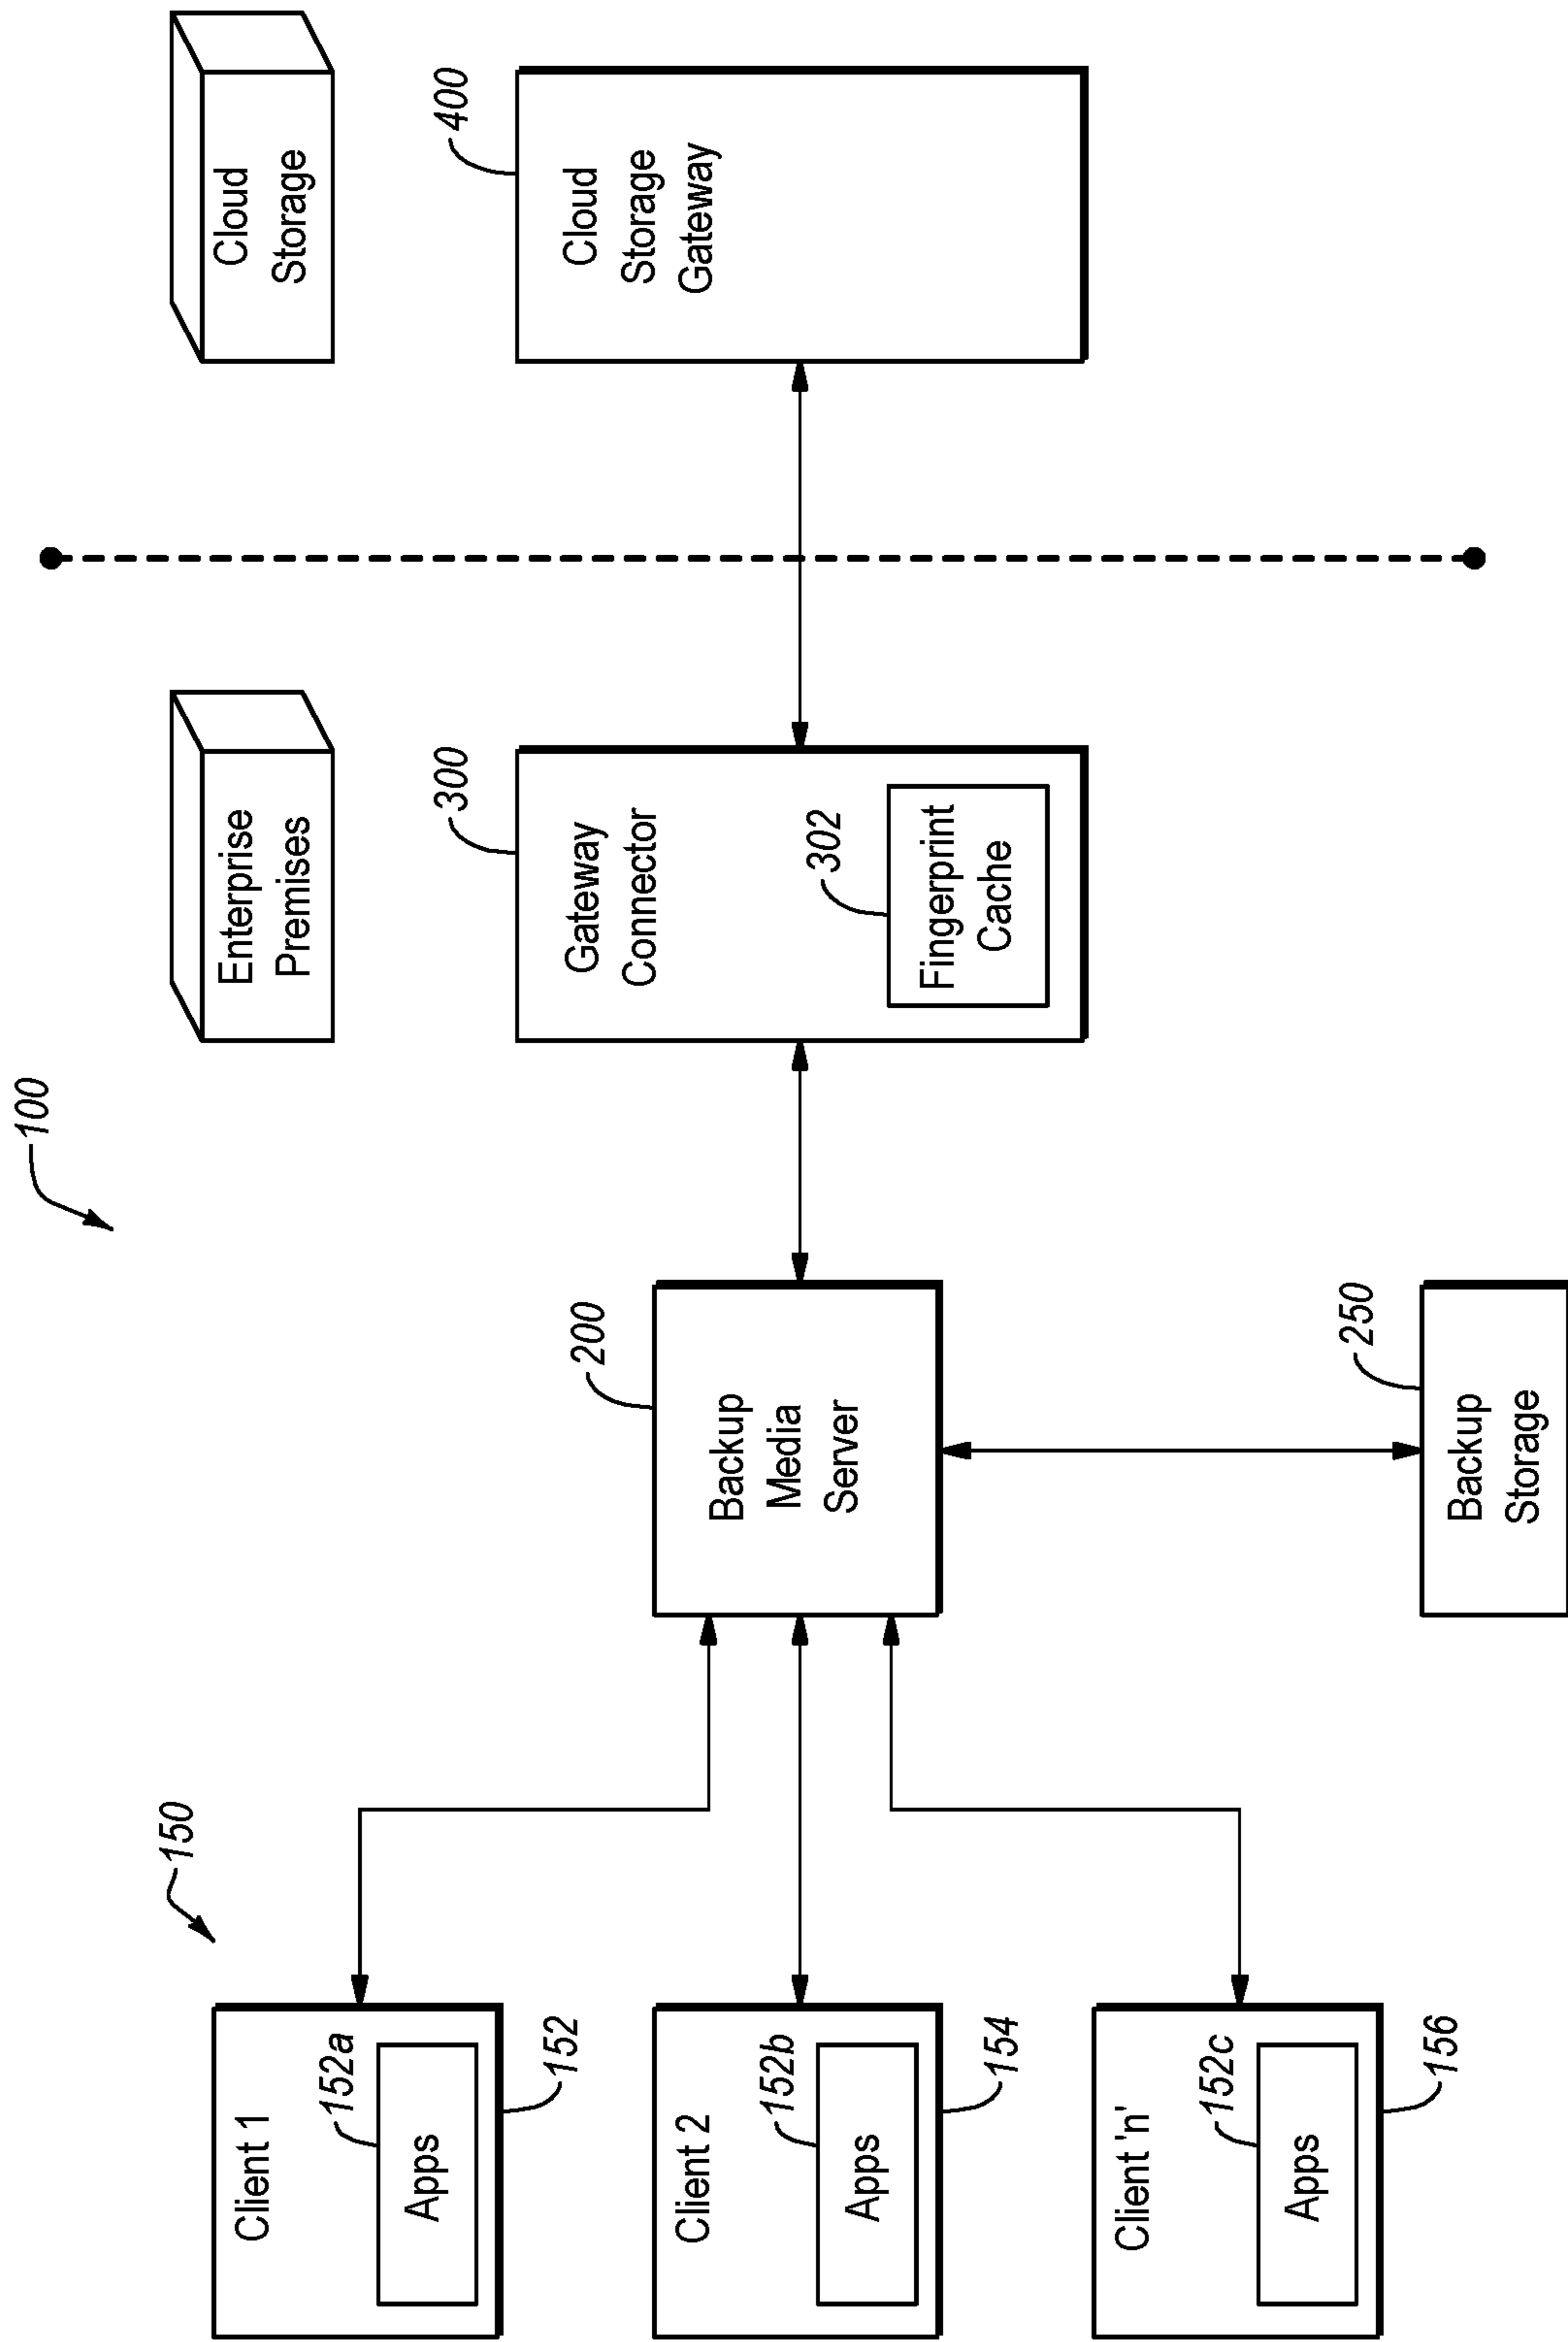 100
Enterprise
Premises
Cloud
Storage
150
Client 1
152a
Apps
152
Client 2
152b
Apps
154
Client 'n'
152c
Apps
156
200
Backup
Media
Server
250
Backup
Storage
300
Gateway
Connector
302
Fingerprint
Cache
400
Cloud
Storage
Gateway